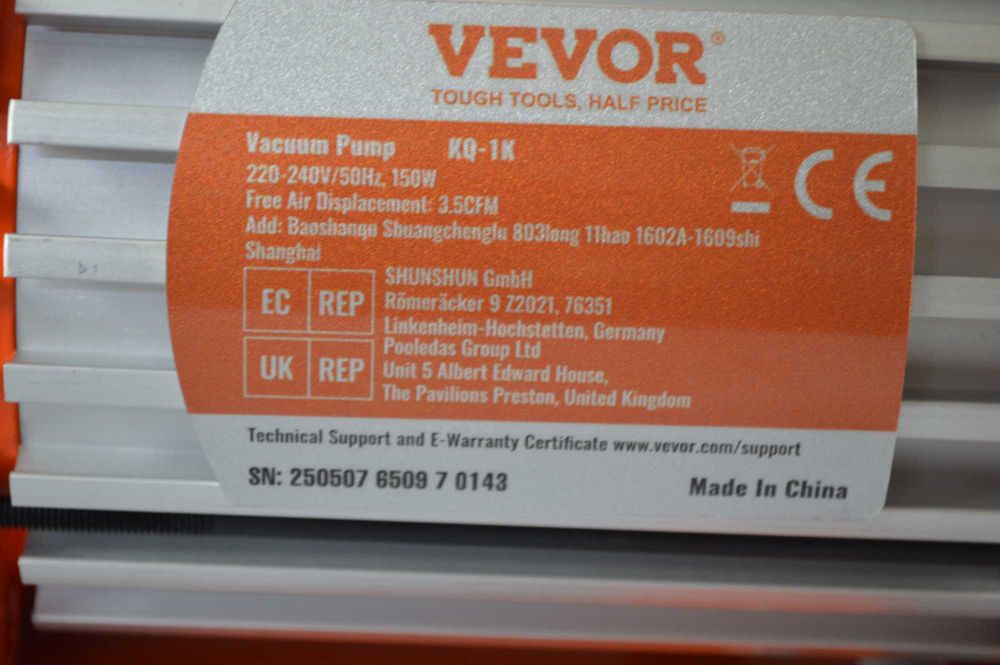 VEVOR®
TOUGH TOOLS, HALF PRICE
Vacuum Pump KQ-1K
220-240V/50Hz, 150W
Free Air Displacement: 3.5CFM
Add: Baoshanqu Shuangchenglu 803long 11hao 1602A-1609shi
Shanghai
CE
EC REP
SHUNSHUN GmbH
Römeräcker 9 Z2021, 76351
Linkenheim-Hochstetten, Germany
UK REP
Pooledas Group Ltd
Unit 5 Albert Edward House,
The Pavilions Preston, United Kingdom
Technical Support and E-Warranty Certificate www.vevor.com/support
SN: 250507 6509 7 0143
Made In China